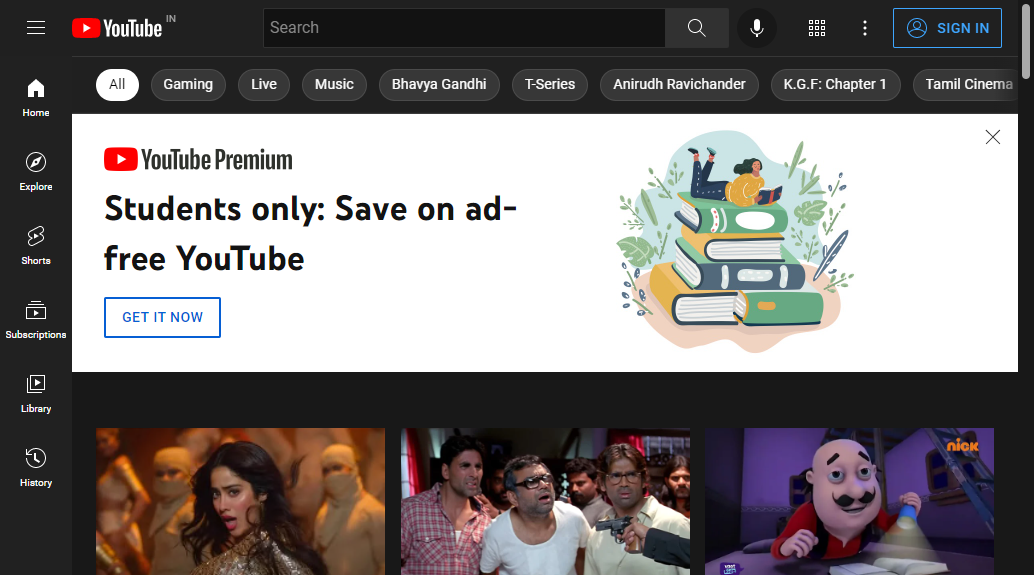 YouTube IN
Search
SIGN IN
All
Gaming
Live
Music
Bhavya Gandhi
T-Series
Anirudh Ravichander
K.G.F: Chapter 1
Tamil Cinema
Home
Explore
Shorts
Subscriptions
Library
History
YouTube Premium
Students only: Save on ad-
free YouTube
GET IT NOW
nick